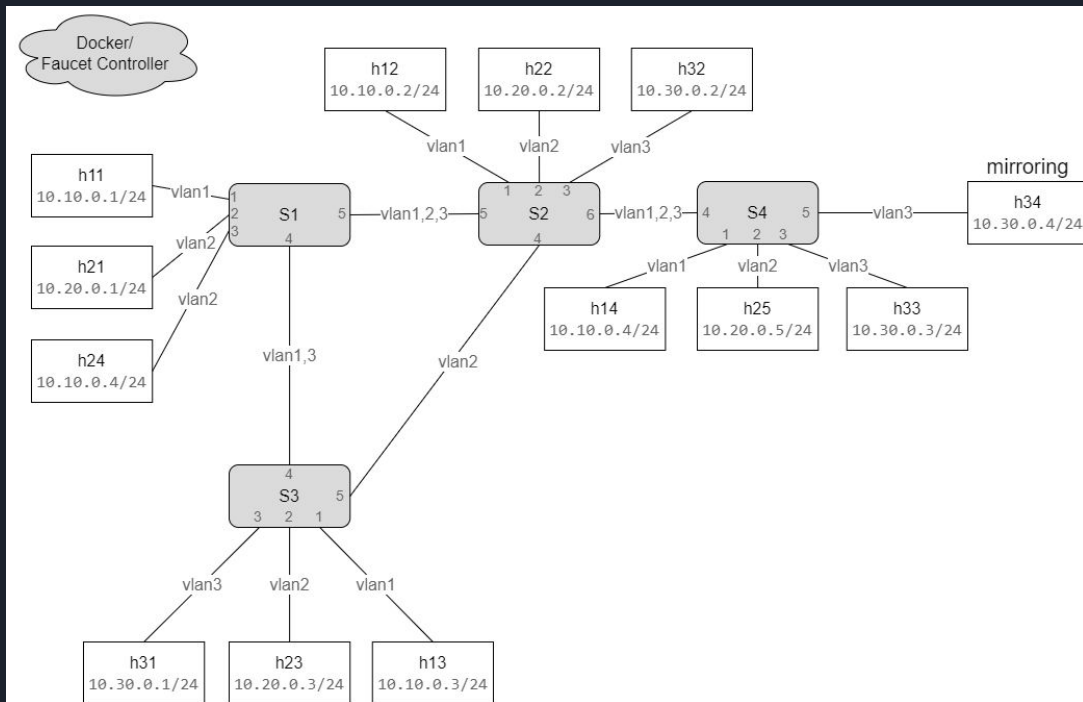 Docker/
Faucet Controller
h12
10.10.0.2/24
h22
10.20.0.2/24
h32
10.30.0.2/24
vlan1
vlan2
vlan3
mirroring
h34
10.30.0.4/24
h11
10.10.0.1/24
vlan1
1
2
3
S1
5
4
vlan1,2,3
1
2
3
5
S2
6
4
vlan1,2,3
4
S4
5
1
2
3
vlan3
h21
10.20.0.1/24
vlan2
vlan2
h24
10.10.0.4/24
vlan1
vlan2
vlan3
h14
10.10.0.4/24
h25
10.20.0.5/24
h33
10.30.0.3/24
vlan1,3
vlan2
4
S3
5
3
2
1
vlan3
vlan2
vlan1
h31
10.30.0.1/24
h23
10.20.0.3/24
h13
10.10.0.3/24